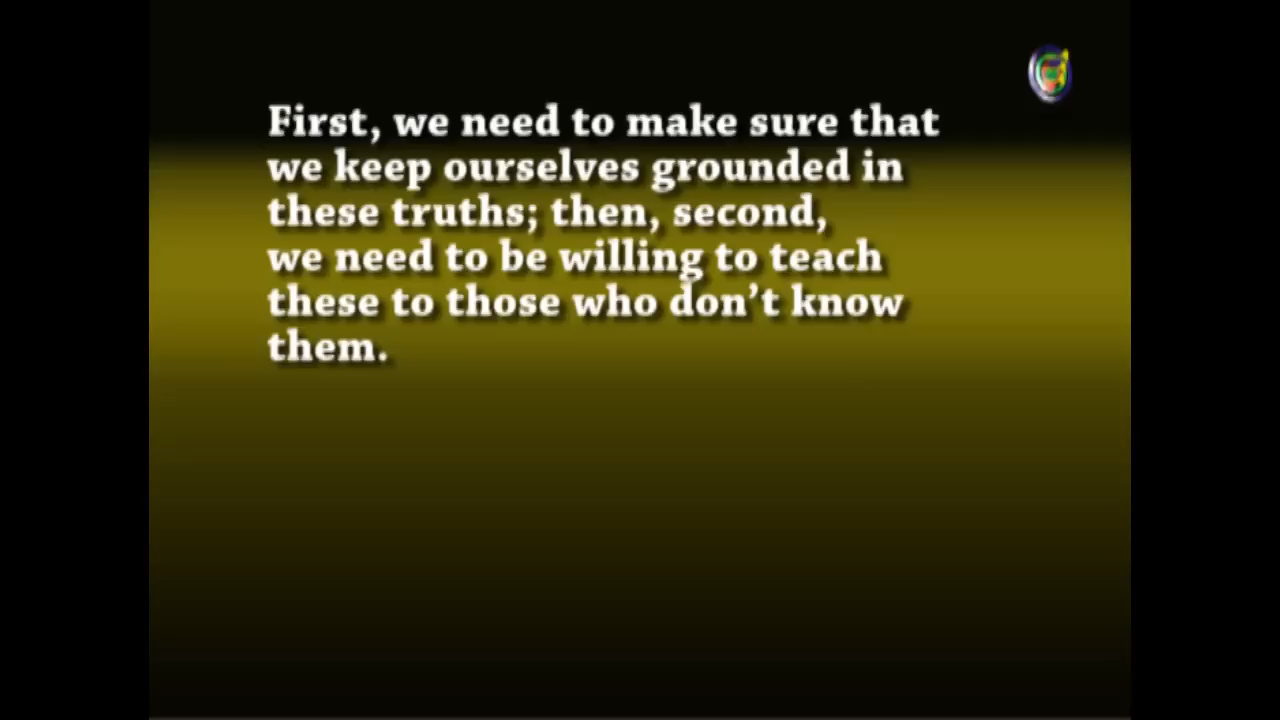 First, we need to make sure that
we keep ourselves grounded in
these truths; then, second,
we need to be willing to teach
these to those who don’t know
them.